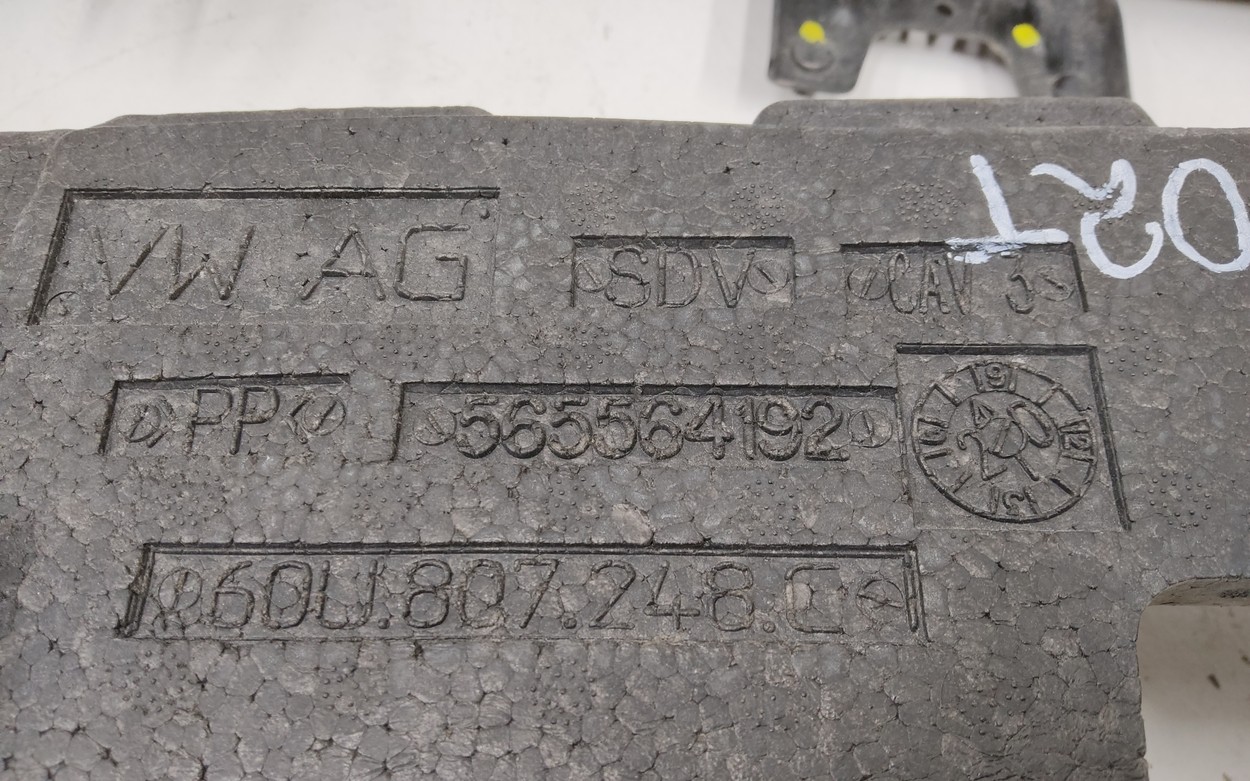 VW AG SDV CAV 3
>PP< 565564192
60U.807.248.C